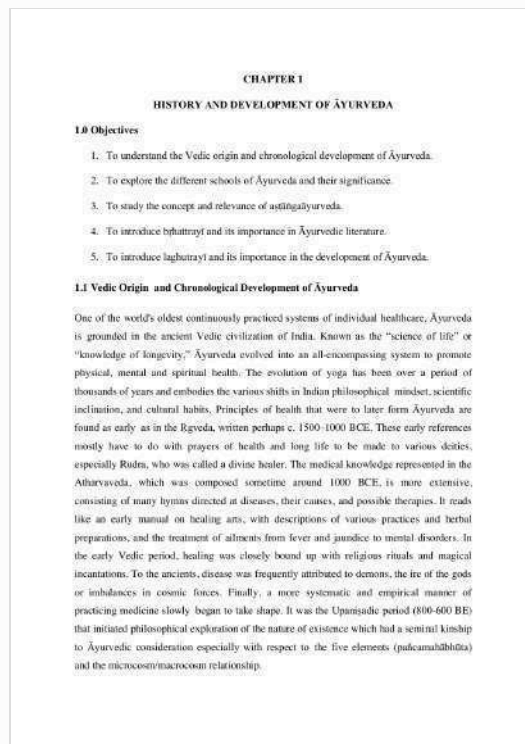 CHAPTER 1
HISTORY AND DEVELOPMENT OF ĀYURVEDA
1.0 Objectives
1. To understand the Vedic origin and chronological development of Āyurveda.
2. To explore the different schools of Āyurveda and their significance.
3. To study the concept and relevance of aṣṭāṅgaāyurveda.
4. To introduce bṛhattrayī and its importance in Āyurvedic literature.
5. To introduce laghutrayī and its importance in the development of Āyurveda.
1.1 Vedic Origin and Chronological Development of Āyurveda
One of the world's oldest continuously practiced systems of individual healthcare, Āyurveda
is grounded in the ancient Vedic civilization of India. Known as the “science of life” or
“knowledge of longevity,” Āyurveda evolved into an all-encompassing system to promote
physical, mental and spiritual health. The evolution of yoga has been over a period of
thousands of years and embodies the various shifts in Indian philosophical mindset, scientific
inclination, and cultural habits. Principles of health that were to later form Āyurveda are
found as early as in the Ṛgveda, written perhaps c. 1500–1000 BCE. These early references
mostly have to do with prayers of health and long life to be made to various deities,
especially Rudra, who was called a divine healer. The medical knowledge represented in the
Atharvaveda, which was composed sometime around 1000 BCE, is more extensive,
consisting of many hymns directed at diseases, their causes, and possible therapies. It reads
like an early manual on healing arts, with descriptions of various practices and herbal
preparations, and the treatment of ailments from fever and jaundice to mental disorders. In
the early Vedic period, healing was closely bound up with religious rituals and magical
incantations. To the ancients, disease was frequently attributed to demons, the ire of the gods
or imbalances in cosmic forces. Finally, a more systematic and empirical manner of
practicing medicine slowly began to take shape. It was the Upaniṣadic period (800-600 BE)
that initiated philosophical exploration of the nature of existence which had a seminal kinship
to Āyurvedic consideration especially with respect to the five elements (pañcamahābhūta)
and the microcosm/macrocosm relationship.